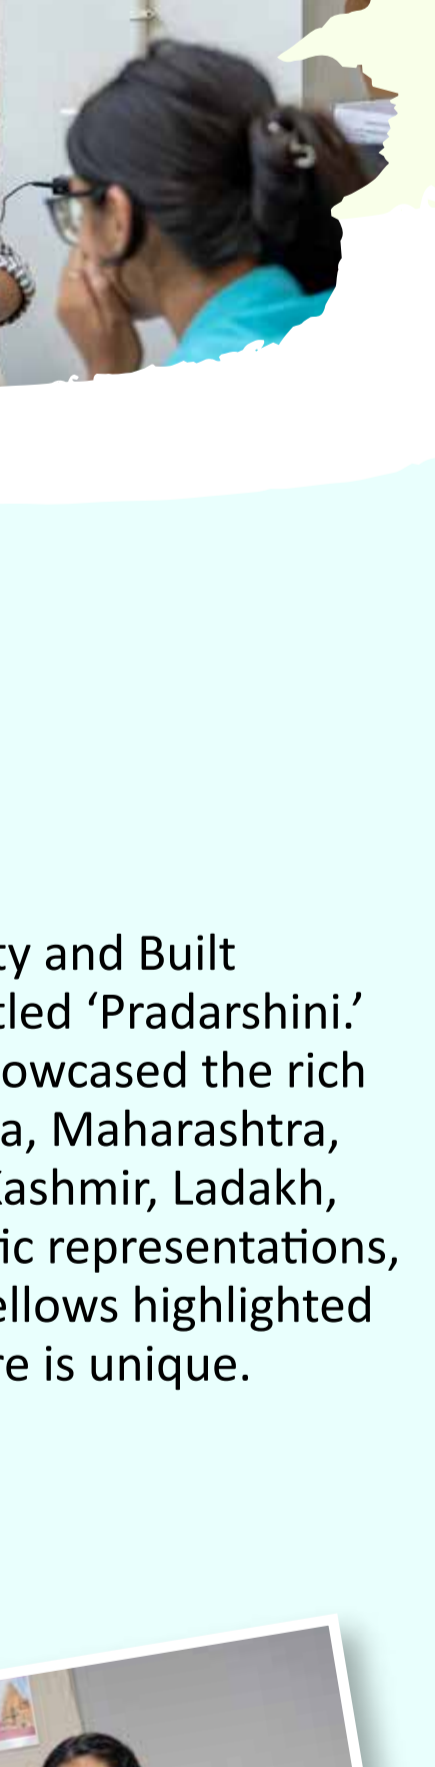 ty and Built
tled ‘Pradarshini.’
owcased the rich
a, Maharashtra,
Kashmir, Ladakh,
ic representations,
ellows highlighted
re is unique.